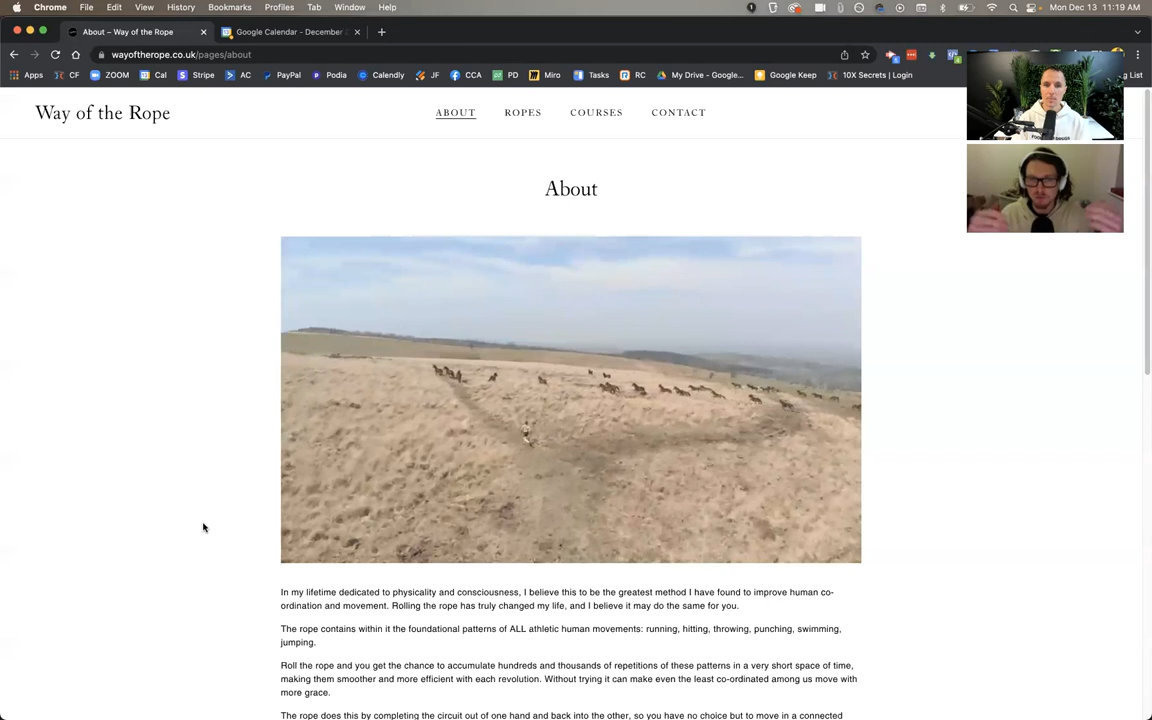 Chrome File Edit View History Bookmarks Profiles Tab Window Help Mon Dec 13 11:19 AM
About – Way of the Rope
Google Calendar - December
wayoftherope.co.uk/pages/about
Apps CF ZOOM Cal Stripe AC PayPal Podia Calendly JF CCA PD Miro Tasks RC My Drive - Google... Google Keep 10X Secrets | Login
Way of the Rope
ABOUT ROPES COURSES CONTACT
About
In my lifetime dedicated to physicality and consciousness, I believe this to be the greatest method I have found to improve human co-
ordination and movement. Rolling the rope has truly changed my life, and I believe it may do the same for you.
The rope contains within it the foundational patterns of ALL athletic human movements: running, hitting, throwing, punching, swimming,
jumping.
Roll the rope and you get the chance to accumulate hundreds and thousands of repetitions of these patterns in a very short space of time,
making them smoother and more efficient with each revolution. Without trying it can make even the least co-ordinated among us move with
more grace.
The rope does this by completing the circuit out of one hand and back into the other, so you have no choice but to move in a connected